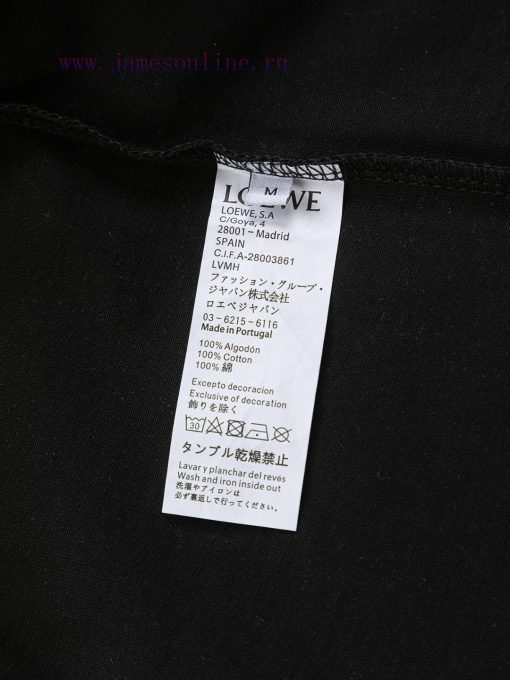 www.jamesonline.ru
M
LOEWE
LOEWE, S.A
C/Goya, 4
28001-Madrid
SPAIN
C.I.F.A-28003861
LVMH
ファッション・グループ・
ジャパン株式会社
ロエベジャパン
03-6215-6116
Made in Portugal
100% Algodón
100% Cotton
100% 綿
Excepto decoracion
Exclusive of decoration
飾りを除く
30
タンブル乾燥禁止
Lavar y planchar del revés
Wash and iron inside out
洗濯やアイロンは
必ず裏返しで行ってください。